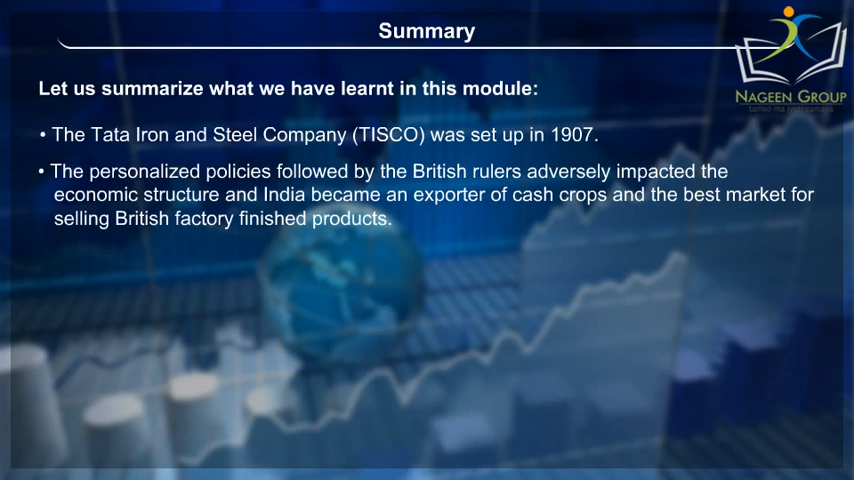 Summary
NAGEEN GROUP
Let us summarize what we have learnt in this module:
• The Tata Iron and Steel Company (TISCO) was set up in 1907.
• The personalized policies followed by the British rulers adversely impacted the
economic structure and India became an exporter of cash crops and the best market for
selling British factory finished products.